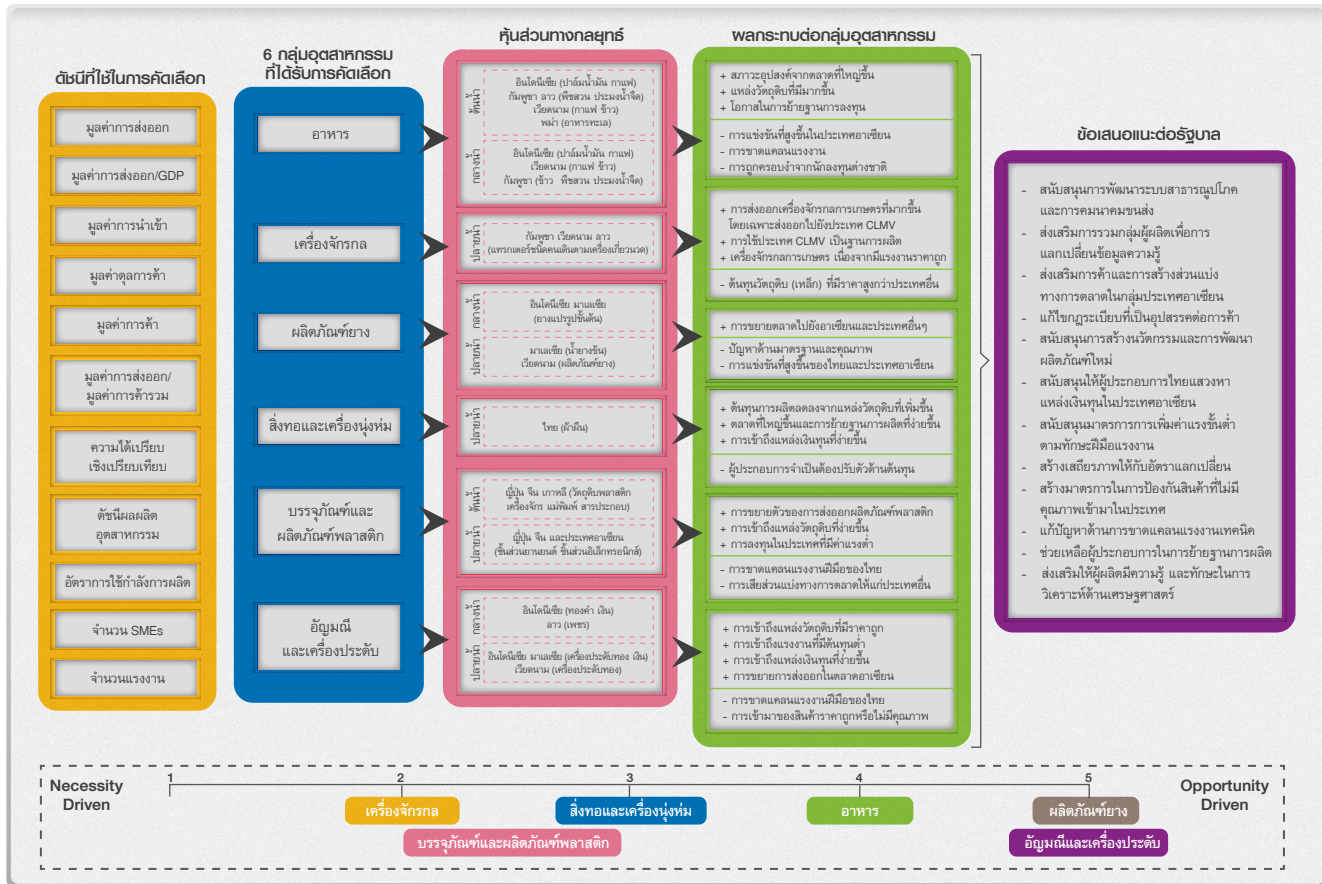 ดัชนีที่ใช้ในการคัดเลือก
มูลค่าการส่งออก
มูลค่าการส่งออก/GDP
มูลค่าการนำเข้า
มูลค่าดุลการค้า
มูลค่าการค้า
มูลค่าการส่งออก/
มูลค่าการค้ารวม
ความได้เปรียบ
เชิงเปรียบเทียบ
ดัชนีผลผลิต
อุตสาหกรรม
อัตราการใช้กำลังการผลิต
จำนวน SMEs
จำนวนแรงงาน
6 กลุ่มอุตสาหกรรม
ที่ได้รับการคัดเลือก
อาหาร
เครื่องจักรกล
ผลิตภัณฑ์ยาง
สิ่งทอและเครื่องนุ่งห่ม
บรรจุภัณฑ์และ
ผลิตภัณฑ์พลาสติก
อัญมณี
และเครื่องประดับ
หุ้นส่วนทางกลยุทธ์
ต้นน้ำ
อินโดนีเซีย (ปาล์มน้ำมัน กาแฟ)
กัมพูชา ลาว (พืชสวน ประมงน้ำจืด)
เวียดนาม (กาแฟ ข้าว)
พม่า (อาหารทะเล)
กลางน้ำ
อินโดนีเซีย (ปาล์มน้ำมัน กาแฟ)
เวียดนาม (กาแฟ ข้าว)
กัมพูชา (ข้าว พืชสวน ประมงน้ำจืด)
ปลายน้ำ
กัมพูชา เวียดนาม ลาว
(แทรกเตอร์ชนิดคนเดินตามเครื่องเกี่ยวนวด)
กลางน้ำ
อินโดนีเซีย มาเลเซีย
(ยางแปรรูปขั้นต้น)
ปลายน้ำ
มาเลเซีย (น้ำยางข้น)
เวียดนาม (ผลิตภัณฑ์ยาง)
ปลายน้ำ
ไทย (ผ้าผืน)
ต้นน้ำ
ญี่ปุ่น จีน เกาหลี (วัตถุดิบพลาสติก
เครื่องจักร แม่พิมพ์ สารประกอบ)
ปลายน้ำ
ญี่ปุ่น จีน และประเทศอาเซียน
(ชิ้นส่วนยานยนต์ ชิ้นส่วนอิเล็กทรอนิกส์)
กลางน้ำ
อินโดนีเซีย (ทองคำ เงิน)
ลาว (เพชร)
ปลายน้ำ
อินโดนีเซีย มาเลเซีย (เครื่องประดับทอง เงิน)
เวียดนาม (เครื่องประดับทอง)
ผลกระทบต่อกลุ่มอุตสาหกรรม
+ สภาวะอุปสงค์จากตลาดที่ใหญ่ขึ้น
+ แหล่งวัตถุดิบที่มีมากขึ้น
+ โอกาสในการย้ายฐานการลงทุน
- การแข่งขันที่สูงขึ้นในประเทศอาเซียน
- การขาดแคลนแรงงาน
- การถูกครอบงำจากนักลงทุนต่างชาติ
+ การส่งออกเครื่องจักรกลการเกษตรที่มากขึ้น
โดยเฉพาะส่งออกไปยังประเทศ CLMV
+ การใช้ประเทศ CLMV เป็นฐานการผลิต
+ เครื่องจักรกลการเกษตร เนื่องจากมีแรงงานราคาถูก
- ต้นทุนวัตถุดิบ (เหล็ก) ที่มีราคาสูงกว่าประเทศอื่น
+ การขยายตลาดไปยังอาเซียนและประเทศอื่นๆ
- ปัญหาด้านมาตรฐานและคุณภาพ
- การแข่งขันที่สูงขึ้นของไทยและประเทศอาเซียน
+ ต้นทุนการผลิตลดลงจากแหล่งวัตถุดิบที่เพิ่มขึ้น
+ ตลาดที่ใหญ่ขึ้นและการย้ายฐานการผลิตที่ง่ายขึ้น
+ การเข้าถึงแหล่งเงินทุนที่ง่ายขึ้น
- ผู้ประกอบการจำเป็นต้องปรับตัวด้านต้นทุน
+ การขยายตัวของการส่งออกผลิตภัณฑ์พลาสติก
+ การเข้าถึงแหล่งวัตถุดิบที่ง่ายขึ้น
+ การลงทุนในประเทศที่มีค่าแรงต่ำ
- การขาดแคลนแรงงานฝีมือของไทย
- การเสียส่วนแบ่งทางการตลาดให้แก่ประเทศอื่น
+ การเข้าถึงแหล่งวัตถุดิบที่มีราคาถูก
+ การเข้าถึงแรงงานที่มีต้นทุนต่ำ
+ การเข้าถึงแหล่งเงินทุนที่ง่ายขึ้น
+ การขยายการส่งออกในตลาดอาเซียน
- การขาดแคลนแรงงานฝีมือของไทย
- การเข้ามาของสินค้าราคาถูกหรือไม่มีคุณภาพ
ข้อเสนอแนะต่อรัฐบาล
- สนับสนุนการพัฒนาระบบสาธารณูปโภค
และการคมนาคมขนส่ง
- ส่งเสริมการรวมกลุ่มผู้ผลิตเพื่อการ
แลกเปลี่ยนข้อมูลความรู้
- ส่งเสริมการค้าและการสร้างส่วนแบ่ง
ทางการตลาดในกลุ่มประเทศอาเซียน
- แก้ไขกฎระเบียบที่เป็นอุปสรรคต่อการค้า
- สนับสนุนการสร้างนวัตกรรมและการพัฒนา
ผลิตภัณฑ์ใหม่
- สนับสนุนให้ผู้ประกอบการไทยแสวงหา
แหล่งเงินทุนในประเทศอาเซียน
- สนับสนุนมาตรการการเพิ่มค่าแรงขั้นต่ำ
ตามทักษะฝีมือแรงงาน
- สร้างเสถียรภาพให้กับอัตราแลกเปลี่ยน
- สร้างมาตรการในการป้องกันสินค้าที่ไม่มี
คุณภาพเข้ามาในประเทศ
- แก้ปัญหาด้านการขาดแคลนแรงงานเทคนิค
- ช่วยเหลือผู้ประกอบการในการย้ายฐานการผลิต
- ส่งเสริมให้ผู้ผลิตมีความรู้ และทักษะในการ
วิเคราะห์ด้านเศรษฐศาสตร์
Necessity
Driven
1 2 3 4 5
Opportunity
Driven
เครื่องจักรกล
สิ่งทอและเครื่องนุ่งห่ม
อาหาร
ผลิตภัณฑ์ยาง
บรรจุภัณฑ์และผลิตภัณฑ์พลาสติก
อัญมณีและเครื่องประดับ